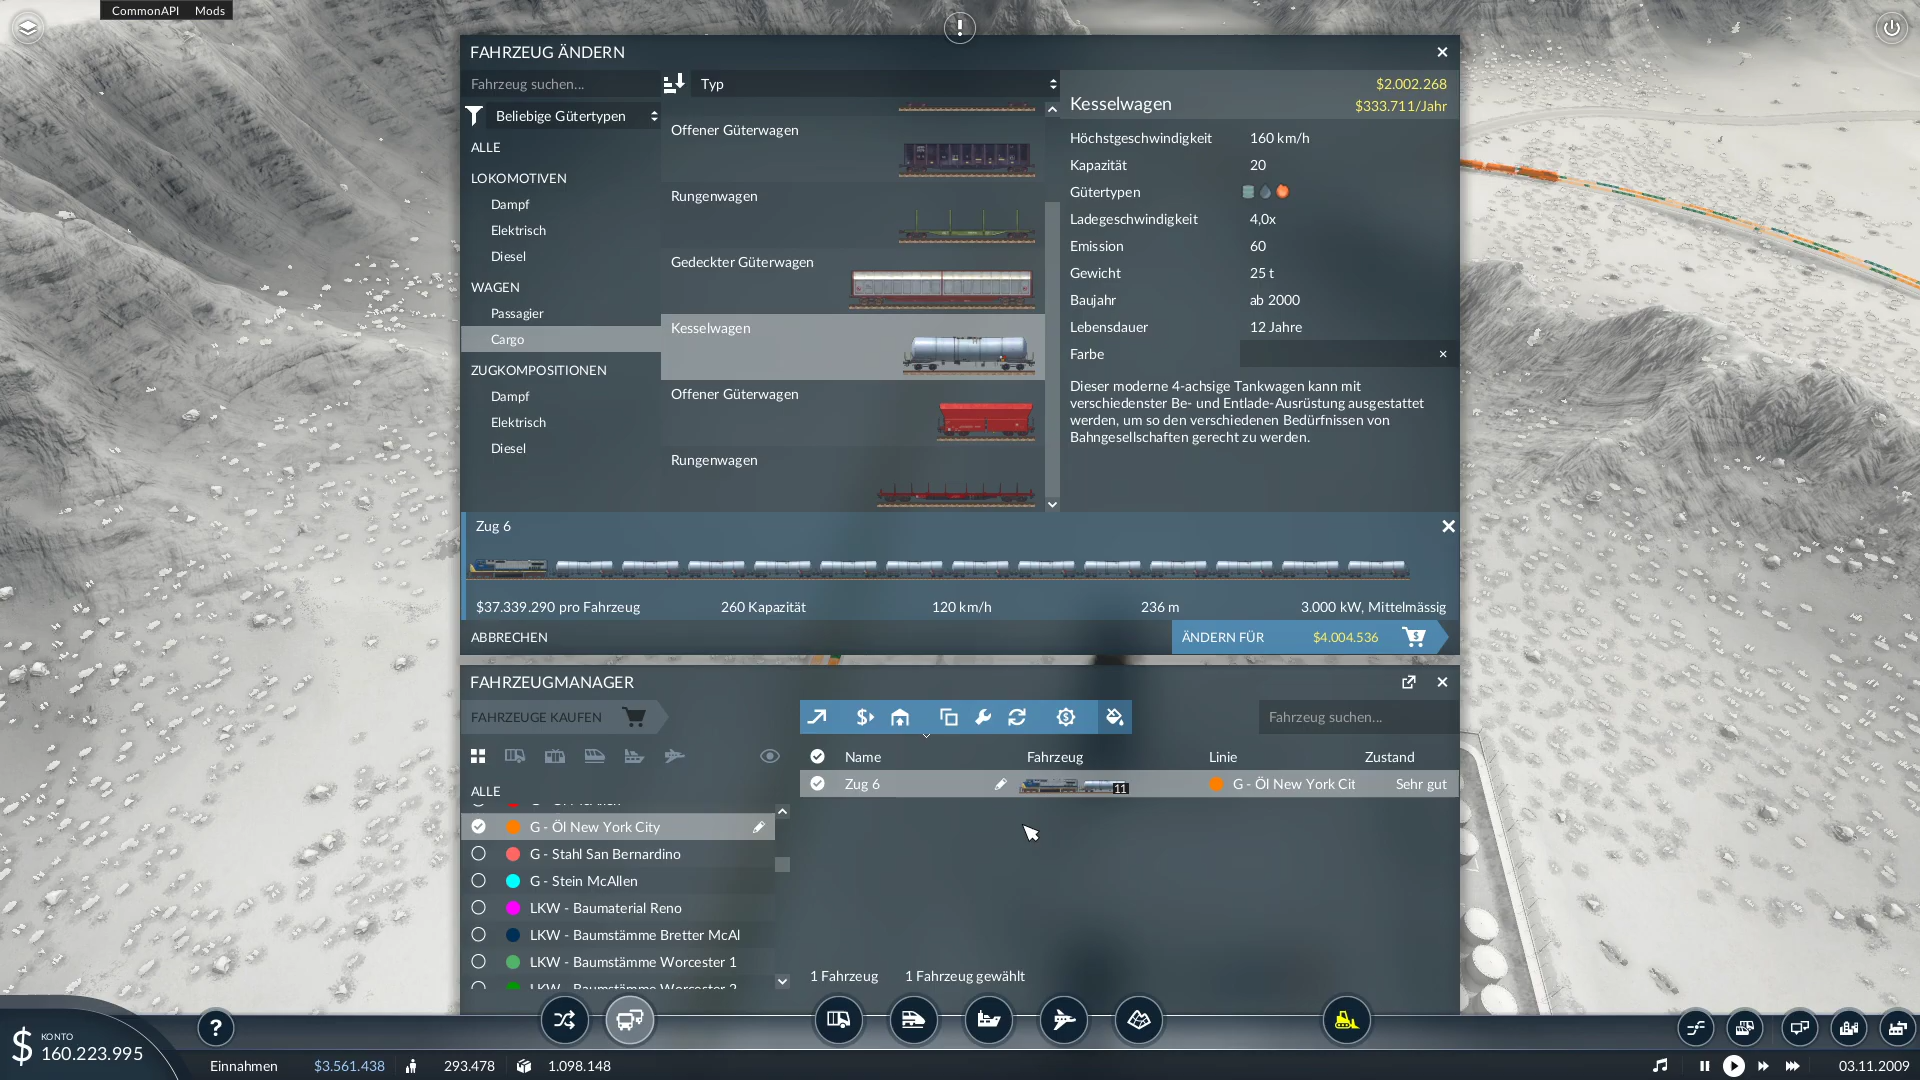 CommonAPI Mods
FAHRZEUG ÄNDERN
Fahrzeug suchen...
Typ
Beliebige Gütertypen
ALLE
LOKOMOTIVEN
Dampf
Elektrisch
Diesel
WAGEN
Passagier
Cargo
ZUGKOMPOSITIONEN
Dampf
Elektrisch
Diesel
Offener Güterwagen
Rungenwagen
Gedeckter Güterwagen
Kesselwagen
Offener Güterwagen
Rungenwagen
$2.002.268
Kesselwagen
$333.711/Jahr
Höchstgeschwindigkeit 160 km/h
Kapazität 20
Gütertypen
Ladegeschwindigkeit 4,0x
Emission 60
Gewicht 25 t
Baujahr ab 2000
Lebensdauer 12 Jahre
Farbe
Dieser moderne 4-achsige Tankwagen kann mit
verschiedenster Be- und Entlade-Ausrüstung ausgestattet
werden, um so den verschiedenen Bedürfnissen von
Bahngesellschaften gerecht zu werden.
Zug 6
$37.339.290 pro Fahrzeug 260 Kapazität 120 km/h 236 m 3.000 kW, Mittelmässig
ABBRECHEN
ÄNDERN FÜR $4.004.536
FAHRZEUGMANAGER
FAHRZEUGE KAUFEN
Fahrzeug suchen...
ALLE
G - Öl New York City
G - Stahl San Bernardino
G - Stein McAllen
LKW - Baumaterial Reno
LKW - Baumstämme Bretter McAl
LKW - Baumstämme Worcester 1
LKW - Baumstämme Worcester 2
Name Fahrzeug Linie Zustand
Zug 6 11 G - Öl New York Cit Sehr gut
1 Fahrzeug 1 Fahrzeug gewählt
KONTO
$ 160.223.995
?
Einnahmen $3.561.438 293.478 1.098.148
03.11.2009